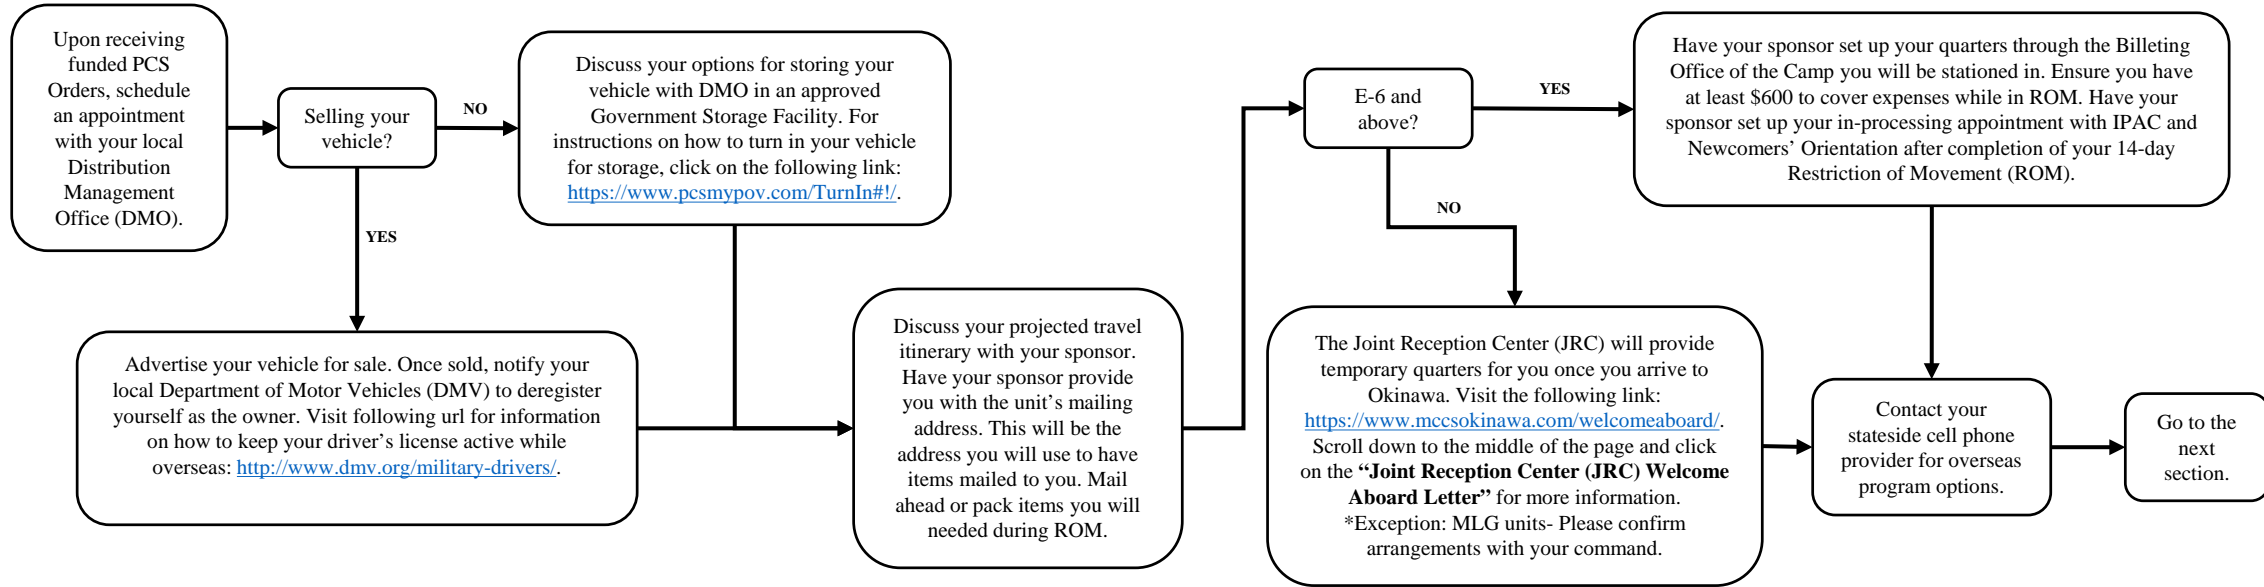 Upon receiving
funded PCS
Orders, schedule
an appointment
with your local
Distribution
Management
Office (DMO).
Selling your
vehicle?
NO
YES
Discuss your options for storing your
vehicle with DMO in an approved
Government Storage Facility. For
instructions on how to turn in your vehicle
for storage, click on the following link:
https://www.pcsmypov.com/TurnIn#!/.
Advertise your vehicle for sale. Once sold, notify your
local Department of Motor Vehicles (DMV) to deregister
yourself as the owner. Visit following url for information
on how to keep your driver’s license active while
overseas: http://www.dmv.org/military-drivers/.
Discuss your projected travel
itinerary with your sponsor.
Have your sponsor provide
you with the unit’s mailing
address. This will be the
address you will use to have
items mailed to you. Mail
ahead or pack items you will
needed during ROM.
E-6 and
above?
YES
NO
Have your sponsor set up your quarters through the Billeting
Office of the Camp you will be stationed in. Ensure you have
at least $600 to cover expenses while in ROM. Have your
sponsor set up your in-processing appointment with IPAC and
Newcomers’ Orientation after completion of your 14-day
Restriction of Movement (ROM).
The Joint Reception Center (JRC) will provide
temporary quarters for you once you arrive to
Okinawa. Visit the following link:
https://www.mccsokinawa.com/welcomeaboard/.
Scroll down to the middle of the page and click
on the “Joint Reception Center (JRC) Welcome
Aboard Letter” for more information.
*Exception: MLG units- Please confirm
arrangements with your command.
Contact your
stateside cell phone
provider for overseas
program options.
Go to the
next
section.